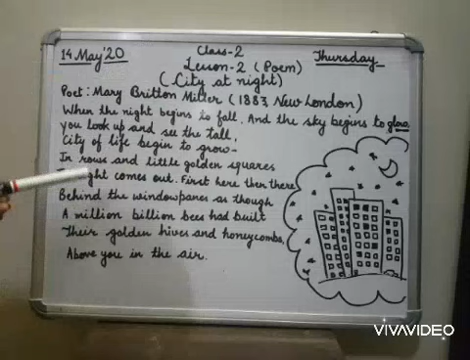 14 May'20
Class-2
Thursday
Lesson-2 (Poem)
(City at night)
Poet: Mary Britton Miller (1883 New London)
When the night begins to fall. And the sky begins to glow
you look up and see the tall,
City of life begin to grow-
In rows and little golden squares
comes out. First here then there
Behind the windowpanes as though
A million billion bees had built
Their golden hives and honeycombs,
Above you in the air.
VIVAVIDEO